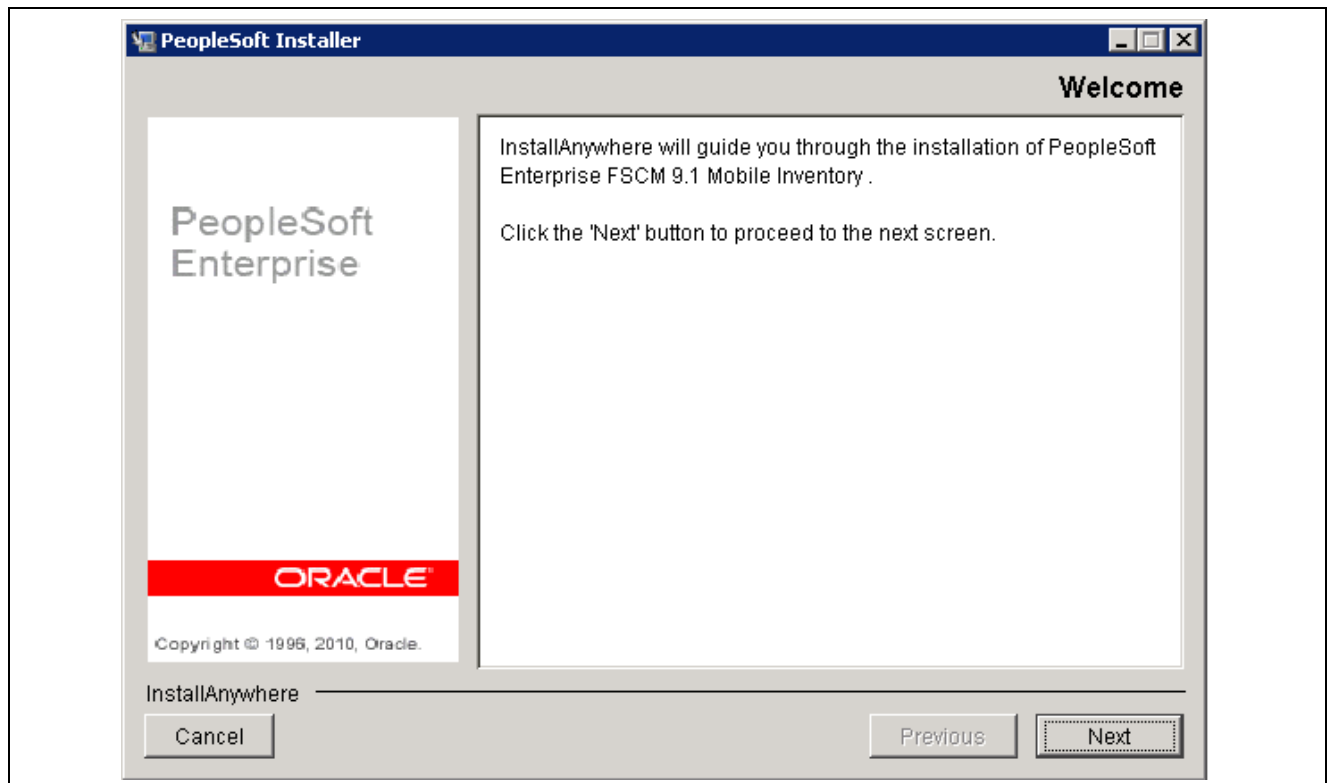 PeopleSoft Installer
Welcome
PeopleSoft
Enterprise
ORACLE
Copyright © 1996, 2010, Oracle.
InstallAnywhere will guide you through the installation of PeopleSoft
Enterprise FSCM 9.1 Mobile Inventory .
Click the 'Next' button to proceed to the next screen.
InstallAnywhere
Cancel
Previous
Next